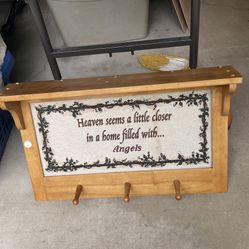 Heaven seems a little closer
in a home filled with...
Angels